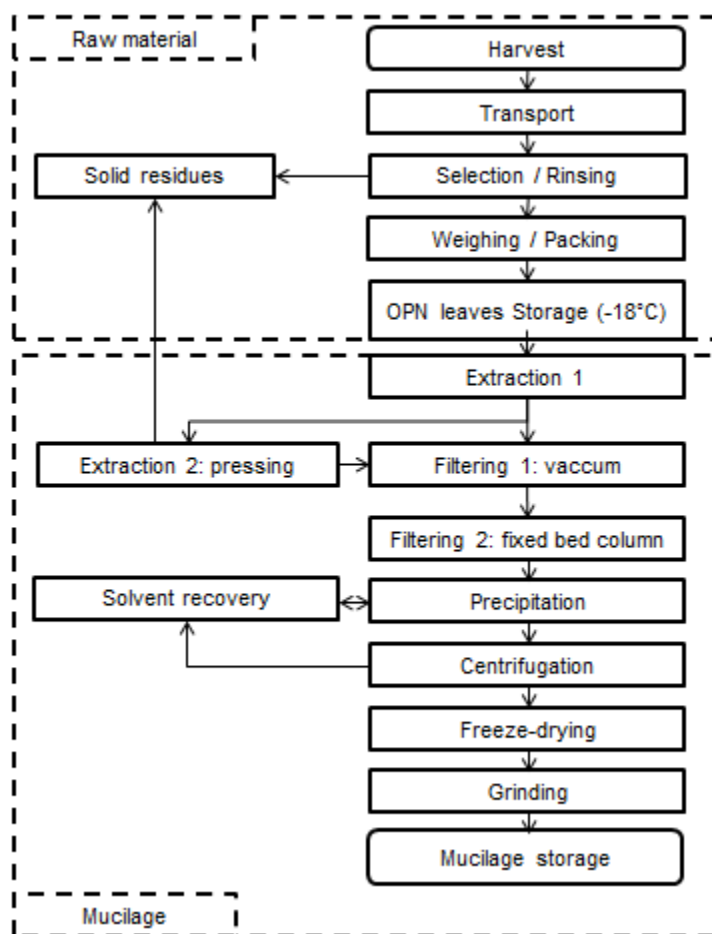 Raw material
Harvest
Transport
Solid residues
Selection / Rinsing
Weighing / Packing
OPN leaves Storage (-18°C)
Extraction 1
Extraction 2: pressing
Filtering 1: vaccum
Filtering 2: fixed bed column
Solvent recovery
Precipitation
Centrifugation
Freeze-drying
Grinding
Mucilage storage
Mucilage